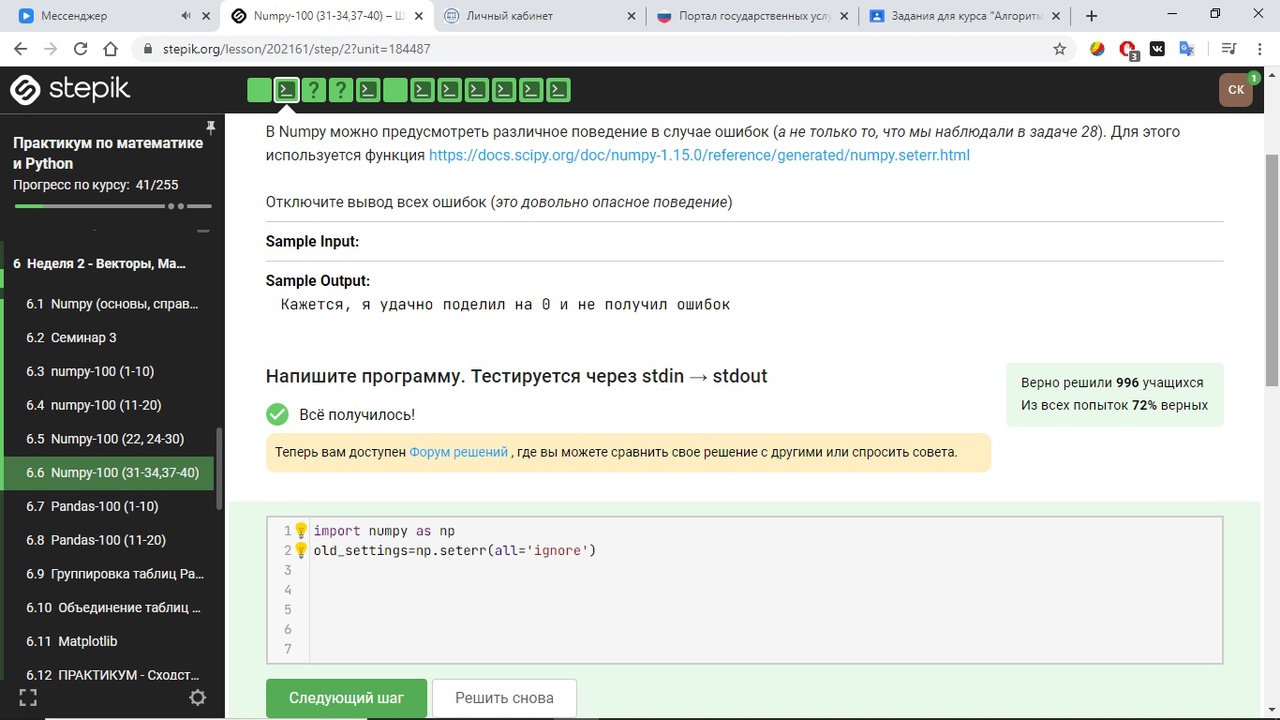 Мессенджер
Numpy-100 (31-34,37-40) – Ш
Личный кабинет
Портал государственных услу
Задания для курса "Алгоритм
stepik.org/lesson/202161/step/2?unit=184487
3
stepik
СК
1
Практикум по математике
и Python
Прогресс по курсу: 41/255
6 Неделя 2 - Векторы, Ма...
6.1 Numpy (основы, справ...
6.2 Семинар 3
6.3 numpy-100 (1-10)
6.4 numpy-100 (11-20)
6.5 Numpy-100 (22, 24-30)
6.6 Numpy-100 (31-34,37-40)
6.7 Pandas-100 (1-10)
6.8 Pandas-100 (11-20)
6.9 Группировка таблиц Pa...
6.10 Объединение таблиц ...
6.11 Matplotlib
6.12 ПРАКТИКУМ - Сходст...
В Numpy можно предусмотреть различное поведение в случае ошибок (а не только то, что мы наблюдали в задаче 28). Для этого
используется функция https://docs.scipy.org/doc/numpy-1.15.0/reference/generated/numpy.seterr.html
Отключите вывод всех ошибок (это довольно опасное поведение)
Sample Input:
Sample Output:
Кажется, я удачно поделил на 0 и не получил ошибок
Напишите программу. Тестируется через stdin → stdout
Верно решили 996 учащихся
Из всех попыток 72% верных
Всё получилось!
Теперь вам доступен Форум решений , где вы можете сравнить свое решение с другими или спросить совета.
1 import numpy as np
2 old_settings=np.seterr(all='ignore')
3
4
5
6
7
Следующий шаг
Решить снова